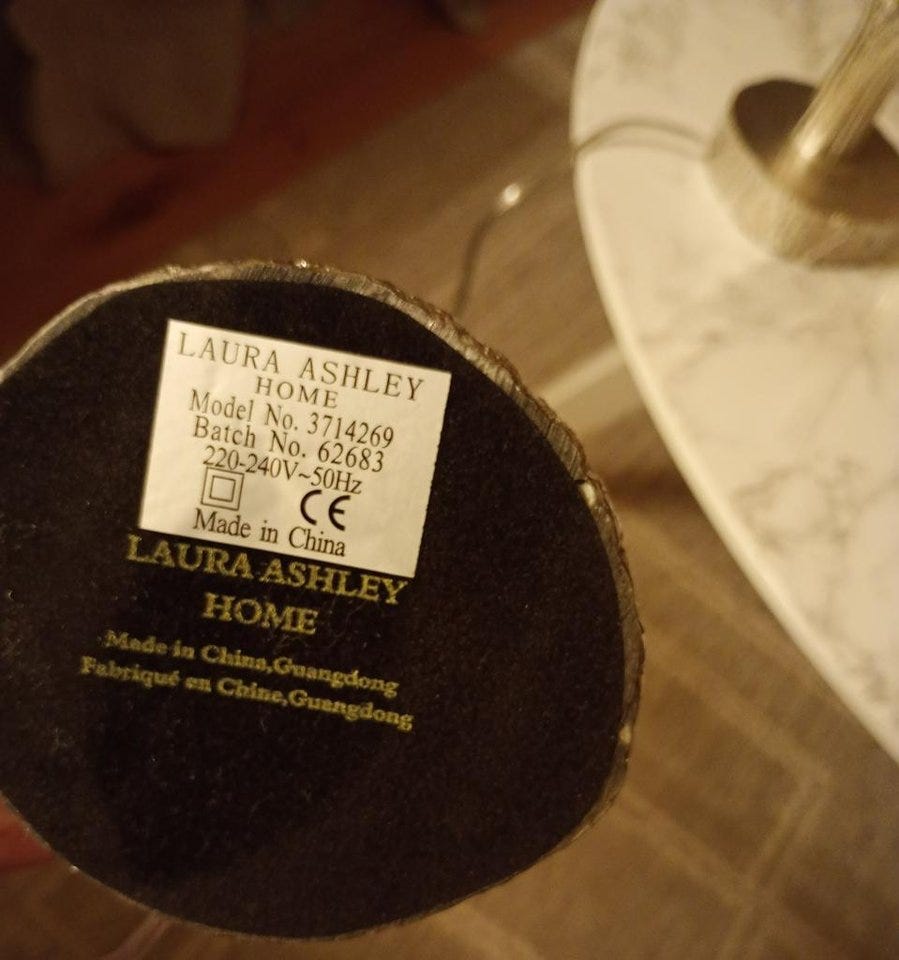 LAURA ASHLEY
HOME
Model No. 3714269
Batch No. 62683
220-240V~50Hz
CE
Made in China
LAURA ASHLEY
HOME
Made in China,Guangdong
Fabriqué en Chine,Guangdong